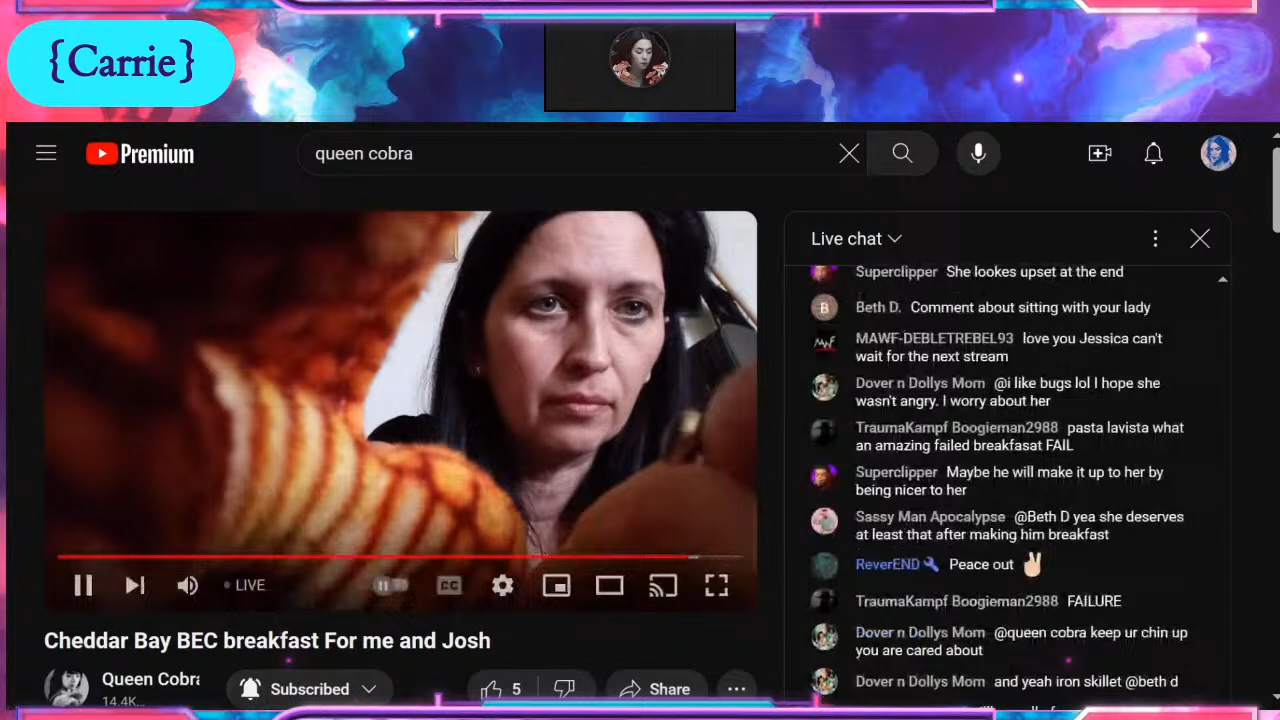 {Carrie}
Premium
queen cobra
Live chat
Superclipper She lookes upset at the end
Beth D. Comment about sitting with your lady
MAWF-DEBLETREBEL93 love you Jessica can't
wait for the next stream
Dover n Dollys Mom @i like bugs lol I hope she
wasn't angry. I worry about her
TraumaKampf Boogieman2988 pasta lavista what
an amazing failed breakfasat FAIL
Superclipper Maybe he will make it up to her by
being nicer to her
Sassy Man Apocalypse @Beth D yea she deserves
at least that after making him breakfast
ReverEND Peace out
TraumaKampf Boogieman2988 FAILURE
Dover n Dollys Mom @queen cobra keep ur chin up
you are cared about
Dover n Dollys Mom and yeah iron skillet @beth d
B
LIVE
CC
Cheddar Bay BEC breakfast For me and Josh
Queen Cobra
14.4K...
Subscribed
5
Share